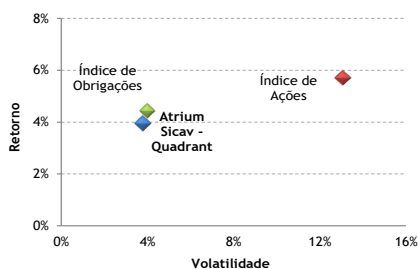 8%
6%
4%
2%
0%
Retorno
Índice de
Obrigações
Atrium
Sicav -
Quadrant
Índice de
Ações
0%
4%
8%
12%
16%
Volatilidade